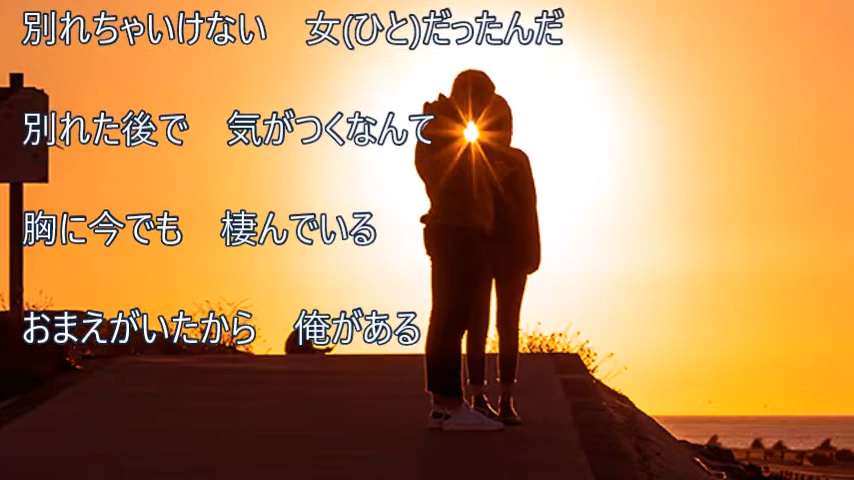 別れちゃいけない　女(ひと)だったんだ
別れた後で　気がつくなんて
胸に今でも　棲んでいる
おまえがいたから　俺がある